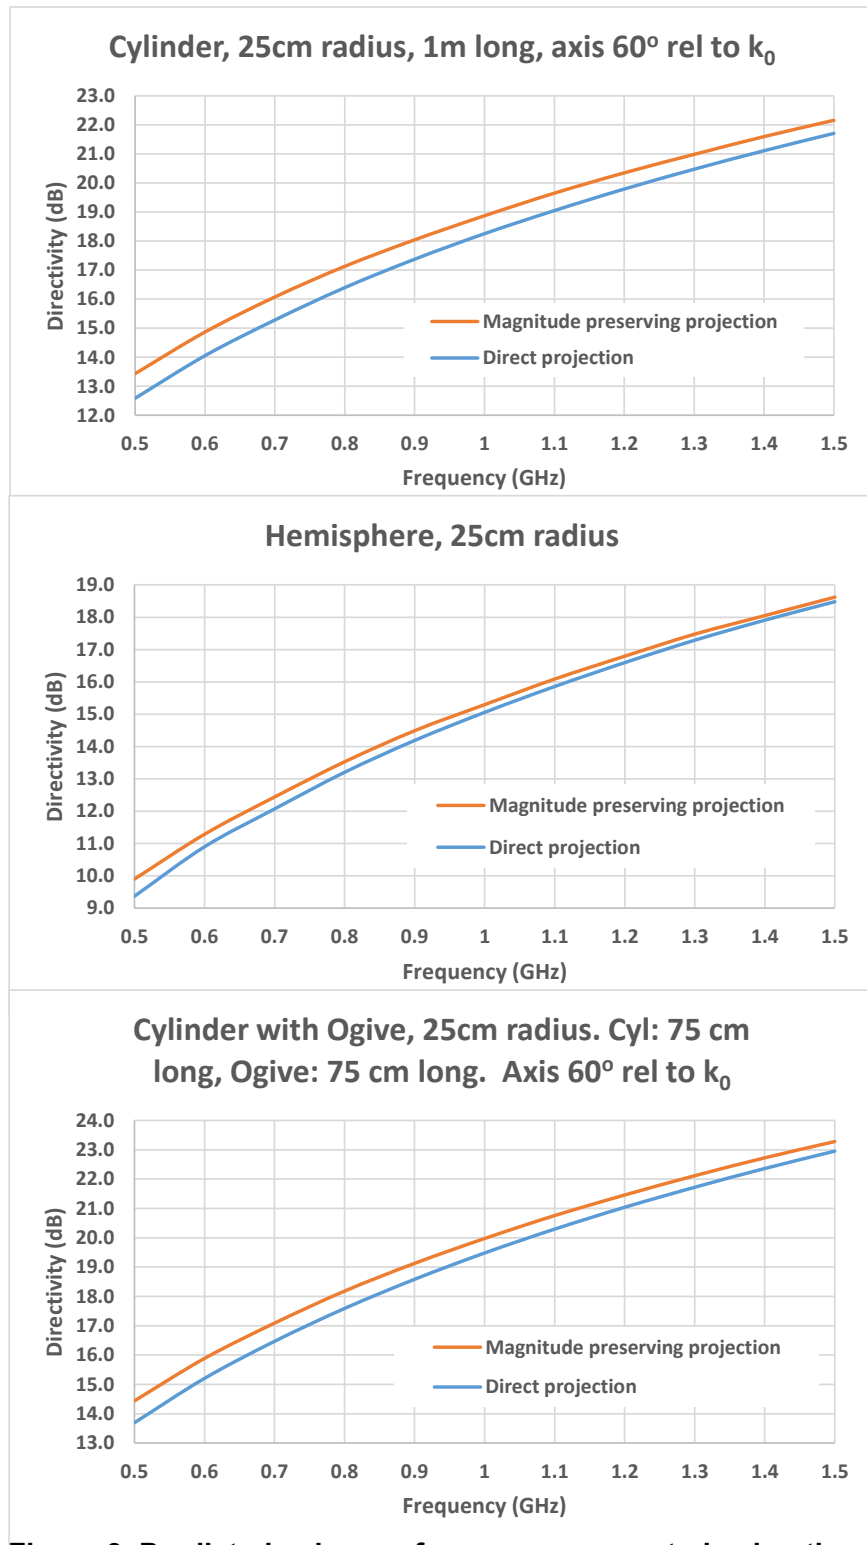 Cylinder, 25cm radius, 1m long, axis 60º rel to k₀
23.0
22.0
21.0
20.0
19.0
18.0
17.0
16.0
15.0
14.0
13.0
12.0
Directivity (dB)
Magnitude preserving projection
Direct projection
0.5 0.6 0.7 0.8 0.9 1 1.1 1.2 1.3 1.4 1.5
Frequency (GHz)
Hemisphere, 25cm radius
19.0
18.0
17.0
16.0
15.0
14.0
13.0
12.0
11.0
10.0
9.0
Directivity (dB)
Magnitude preserving projection
Direct projection
0.5 0.6 0.7 0.8 0.9 1 1.1 1.2 1.3 1.4 1.5
Frequency (GHz)
Cylinder with Ogive, 25cm radius. Cyl: 75 cm
long, Ogive: 75 cm long. Axis 60º rel to k₀
24.0
23.0
22.0
21.0
20.0
19.0
18.0
17.0
16.0
15.0
14.0
13.0
Directivity (dB)
Magnitude preserving projection
Direct projection
0.5 0.6 0.7 0.8 0.9 1 1.1 1.2 1.3 1.4 1.5
Frequency (GHz)